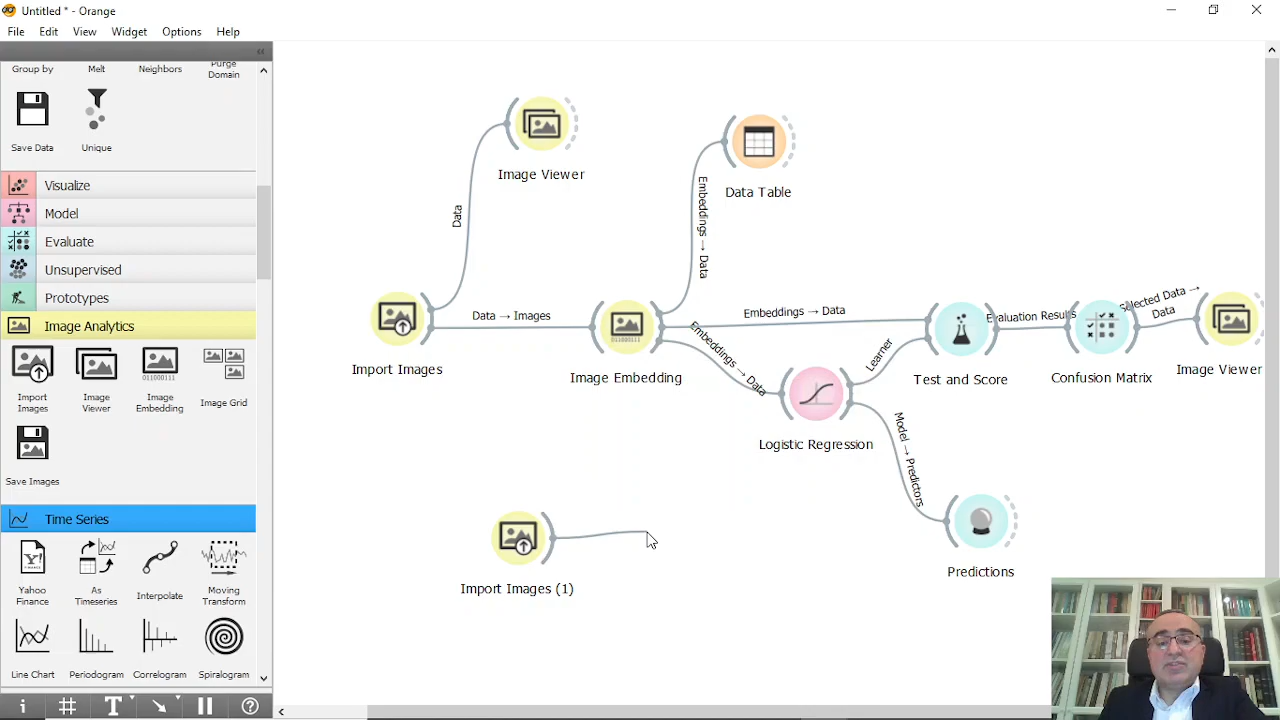 Untitled * - Orange
File Edit View Widget Options Help
Group by
Melt
Neighbors
Purge
Domain
Save Data
Unique
Visualize
Model
Evaluate
Unsupervised
Prototypes
Image Analytics
Import
Images
Image
Viewer
Image
Embedding
Image Grid
Save Images
Time Series
Yahoo
Finance
As
Timeseries
Interpolate
Moving
Transform
Line Chart
Periodogram
Correlogram
Spiralogram
Image Viewer
Data Table
Data
Embeddings → Data
Import Images
Data → Images
Image Embedding
Embeddings → Data
Embeddings → Data
Learner
Logistic Regression
Test and Score
Evaluation Results
Confusion Matrix
Selected Data →
Data
Image Viewer
Model → Predictors
Predictions
Import Images (1)